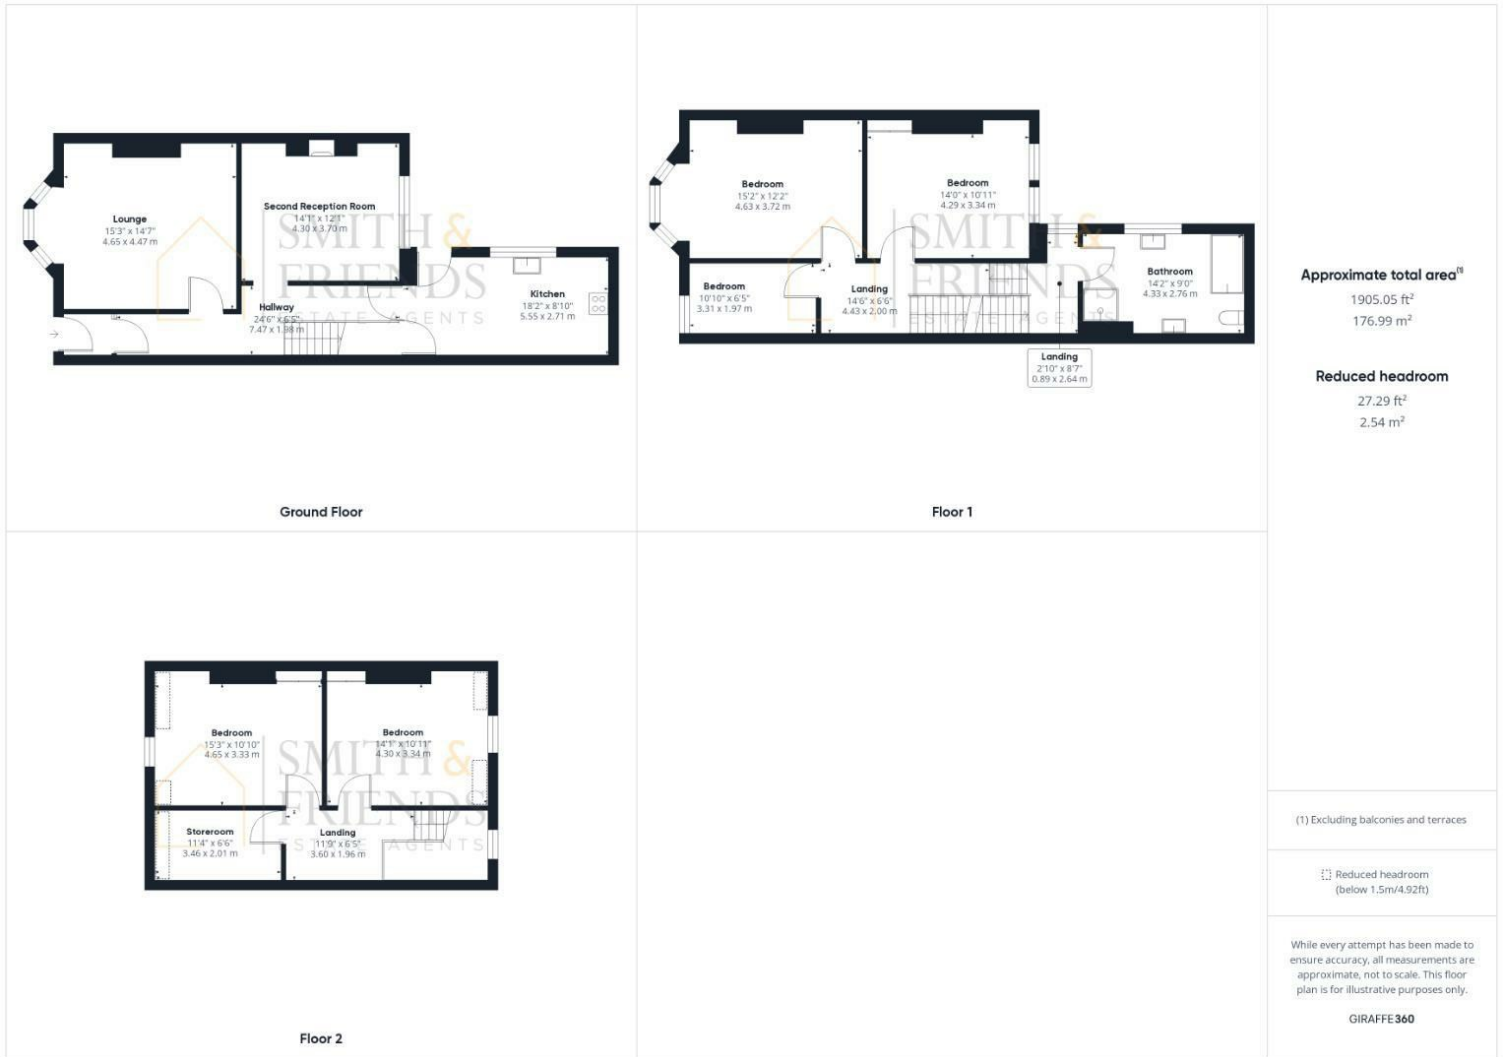 Lounge
15'3" x 14'7"
4.65 x 4.47 m
Second Reception Room
14'1" x 12'1"
4.30 x 3.70 m
Hallway
24'6" x 6'5"
7.47 x 1.98 m
Kitchen
18'2" x 8'10"
5.55 x 2.71 m
SMITH &
FRIENDS
ESTATE AGENTS
Ground Floor
Bedroom
15'2" x 12'2"
4.63 x 3.72 m
Bedroom
14'0" x 10'11"
4.29 x 3.34 m
Bedroom
10'10" x 6'5"
3.31 x 1.97 m
Landing
14'6" x 6'6"
4.43 x 2.00 m
Bathroom
14'2" x 9'0"
4.33 x 2.76 m
Landing
2'10" x 8'7"
0.89 x 2.64 m
SMITH &
FRIENDS
ESTATE AGENTS
Floor 1
Bedroom
15'3" x 10'10"
4.65 x 3.33 m
Bedroom
14'1" x 10'11"
4.30 x 3.34 m
Storeroom
11'4" x 6'6"
3.46 x 2.01 m
Landing
11'9" x 6'5"
3.60 x 1.96 m
SMITH &
FRIENDS
ESTATE AGENTS
Floor 2
Approximate total area⁽¹⁾
1905.05 ft²
176.99 m²
Reduced headroom
27.29 ft²
2.54 m²
(1) Excluding balconies and terraces
Reduced headroom
(below 1.5m/4.92ft)
While every attempt has been made to
ensure accuracy, all measurements are
approximate, not to scale. This floor
plan is for illustrative purposes only.
GIRAFFE360